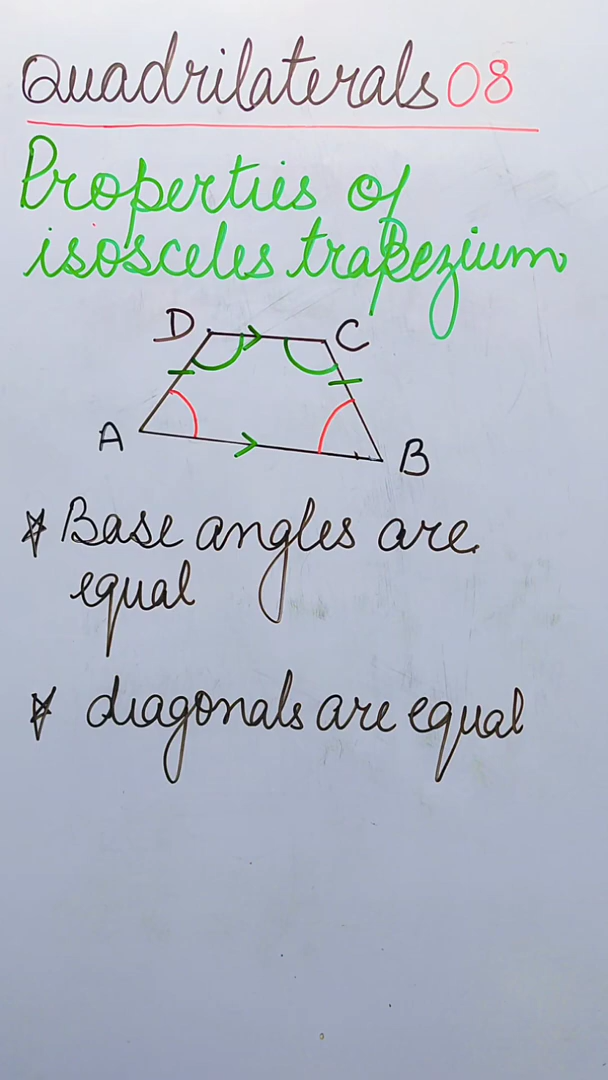 Quadrilaterals 08
Properties of
isosceles trapezium
D C
A B
* Base angles are
equal
* diagonals are equal